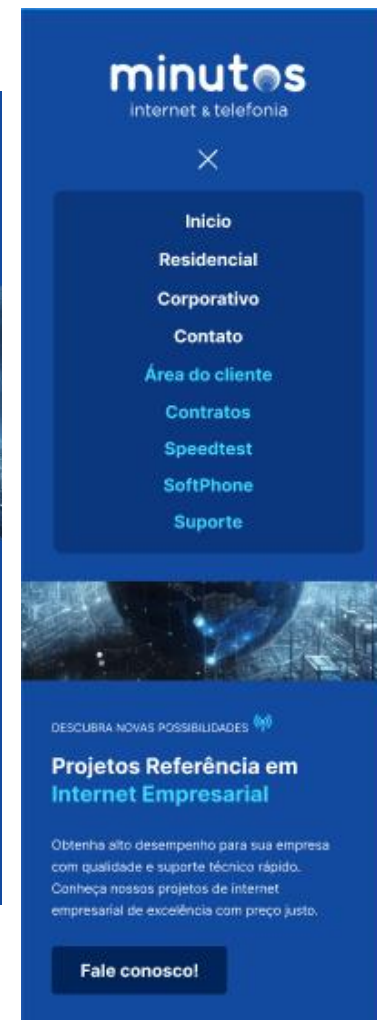 minutos
internet & telefonia
Inicio
Residencial
Corporativo
Contato
Área do cliente
Contratos
Speedtest
SoftPhone
Suporte
DESCUBRA NOVAS POSSIBILIDADES
Projetos Referência em
Internet Empresarial
Obtenha alto desempenho para sua empresa
com qualidade e suporte técnico rápido.
Conheça nossos projetos de internet
empresarial de excelência com preço justo.
Fale conosco!